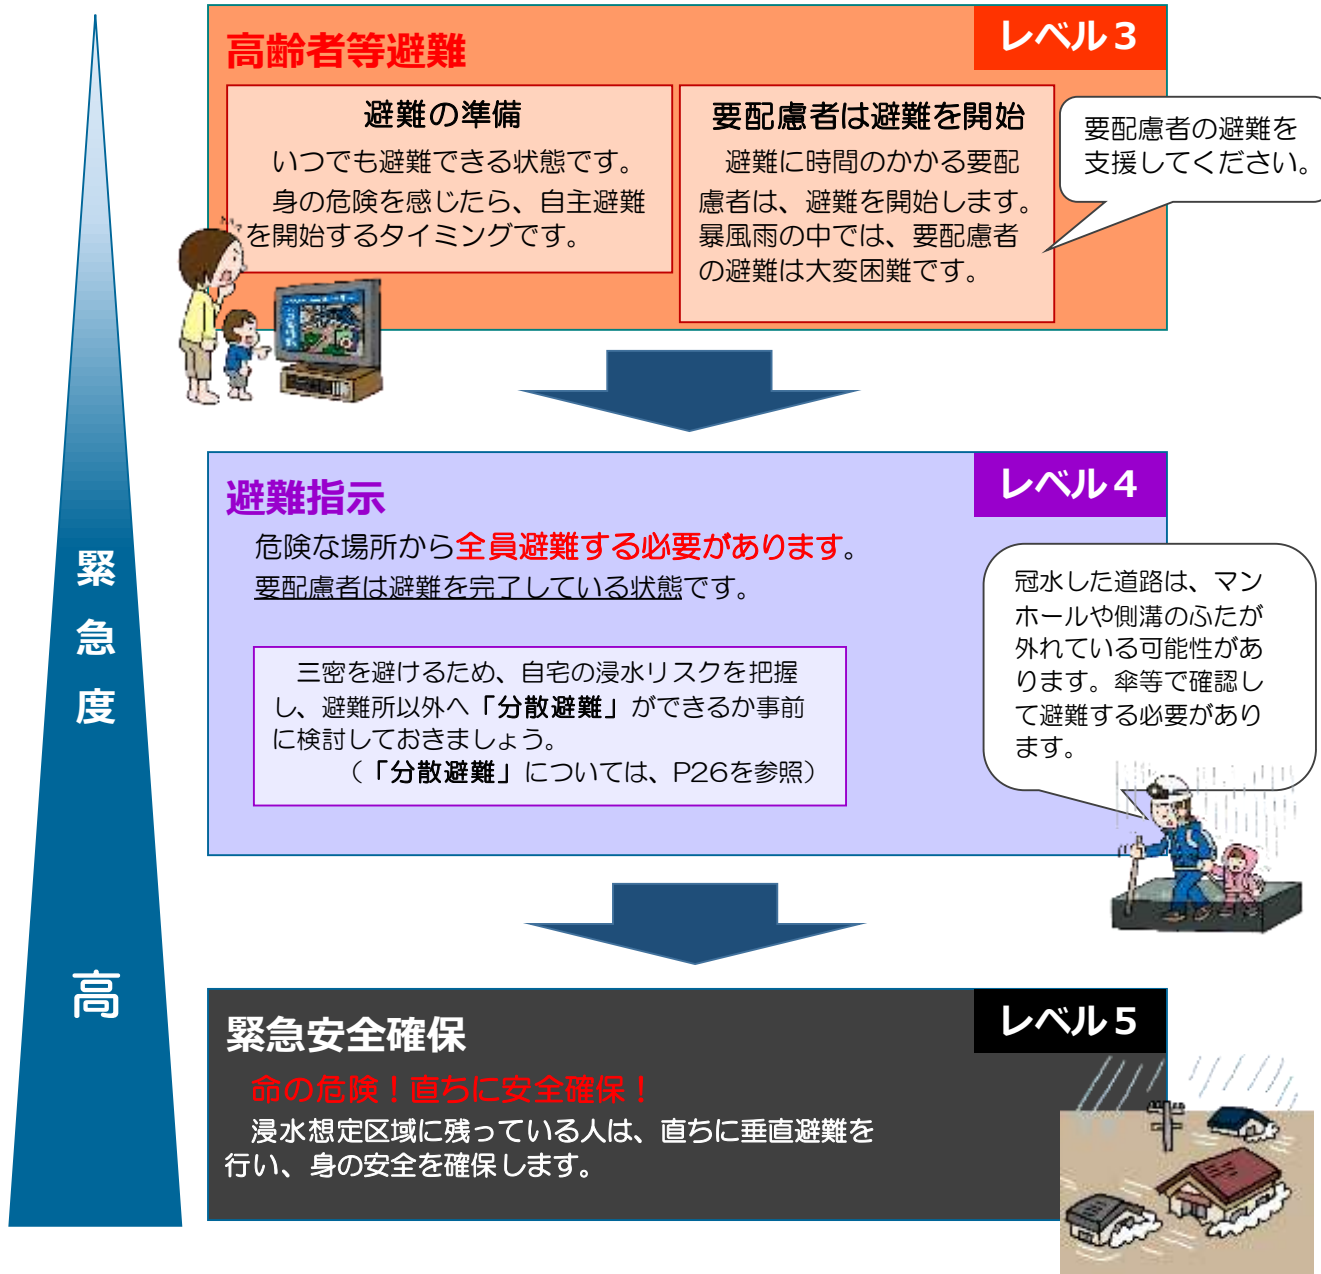 高齢者等避難
レベル3
避難の準備
いつでも避難できる状態です。
身の危険を感じたら、自主避難
を開始するタイミングです。
要配慮者は避難を開始
避難に時間のかかる要配
慮者は、避難を開始します。
暴風雨の中では、要配慮者
の避難は大変困難です。
要配慮者の避難を
支援してください。
避難指示
レベル4
危険な場所から全員避難する必要があります。
要配慮者は避難を完了している状態です。
三密を避けるため、自宅の浸水リスクを把握
し、避難所以外へ「分散避難」ができるか事前
に検討しておきましょう。
(「分散避難」については、P26を参照)
冠水した道路は、マン
ホールや側溝のふたが
外れている可能性があ
ります。傘等で確認し
て避難する必要があり
ます。
緊急度
高
緊急安全確保
レベル5
命の危険!直ちに安全確保!
浸水想定区域に残っている人は、直ちに垂直避難を
行い、身の安全を確保します。